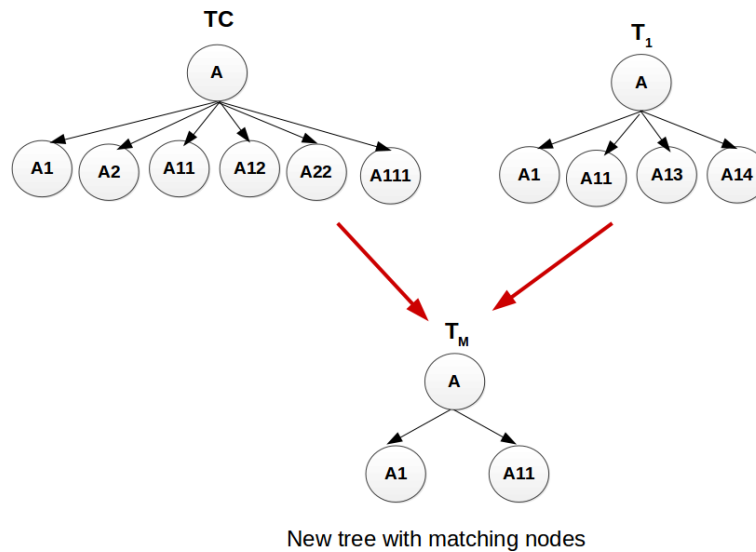 TC
T1
A
A
A1 A2 A11 A12 A22 A111
A1 A11 A13 A14
TM
A
A1 A11
New tree with matching nodes